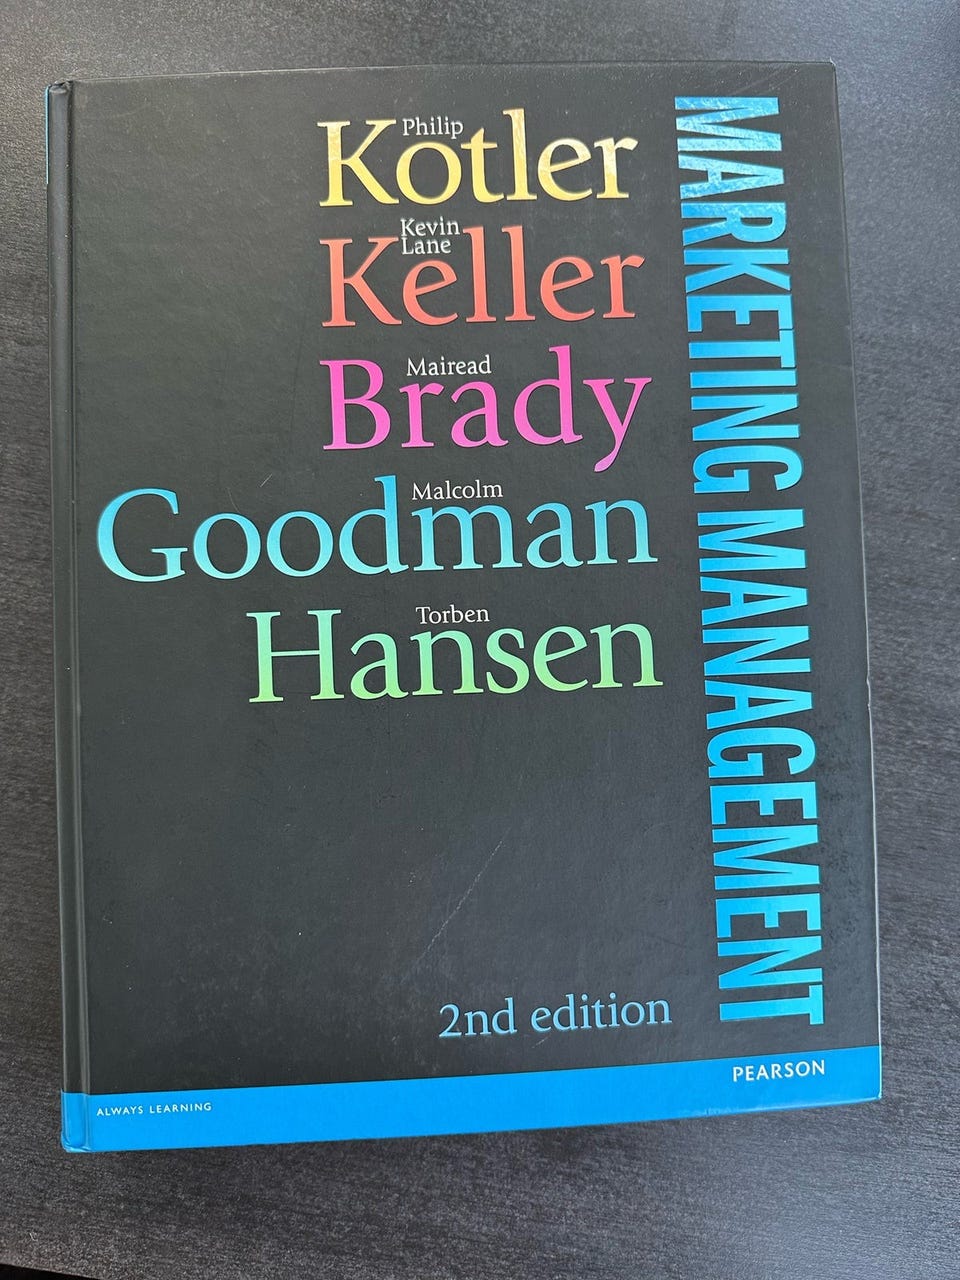 Philip
Kotler
Kevin
Lane
Keller
Mairead
Brady
Malcolm
Goodman
Torben
Hansen
MARKETING MANAGEMENT
2nd edition
PEARSON
ALWAYS LEARNING